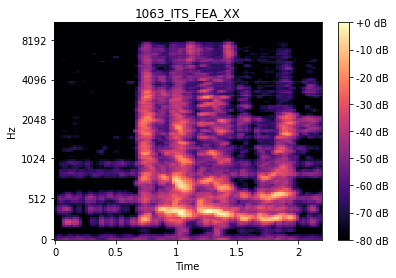 1063_ITS_FEA_XX
8192
4096
2048
1024
512
0
Hz
0
0.5
1
1.5
2
Time
+0 dB
-10 dB
-20 dB
-30 dB
-40 dB
-50 dB
-60 dB
-70 dB
-80 dB